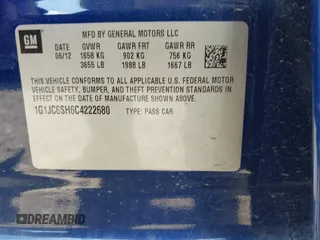 GM
MFD BY GENERAL MOTORS LLC
06/12 GVWR GAWR FRT GAWR RR
1658 KG 902 KG 756 KG
3655 LB 1988 LB 1667 LB
THIS VEHICLE CONFORMS TO ALL APPLICABLE U.S. FEDERAL MOTOR
VEHICLE SAFETY, BUMPER, AND THEFT PREVENTION STANDARDS
IN EFFECT ON THE DATE OF MANUFACTURE SHOWN ABOVE.
1G1JC6SH6C4222680 TYPE: PASS CAR
DREAMBID